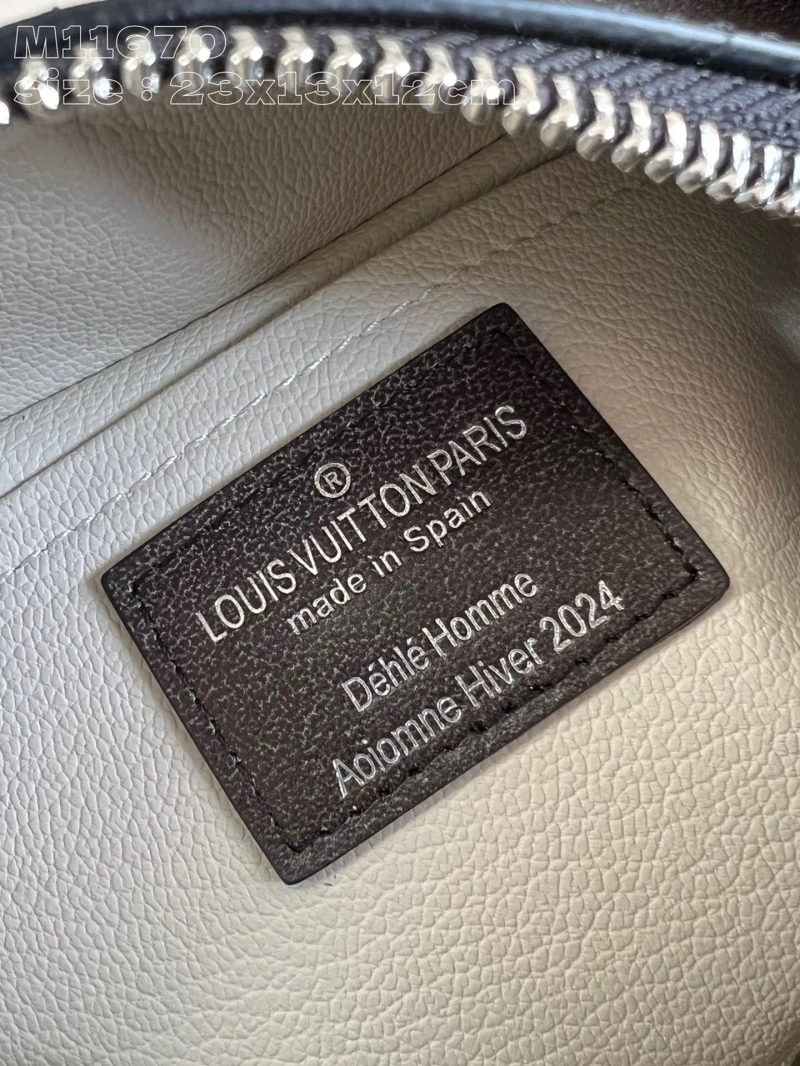 M11670
size : 23x13x12cm
®
LOUIS VUITTON PARIS
made in Spain
Déhlé Homme
Aoiomne Hiver 2024